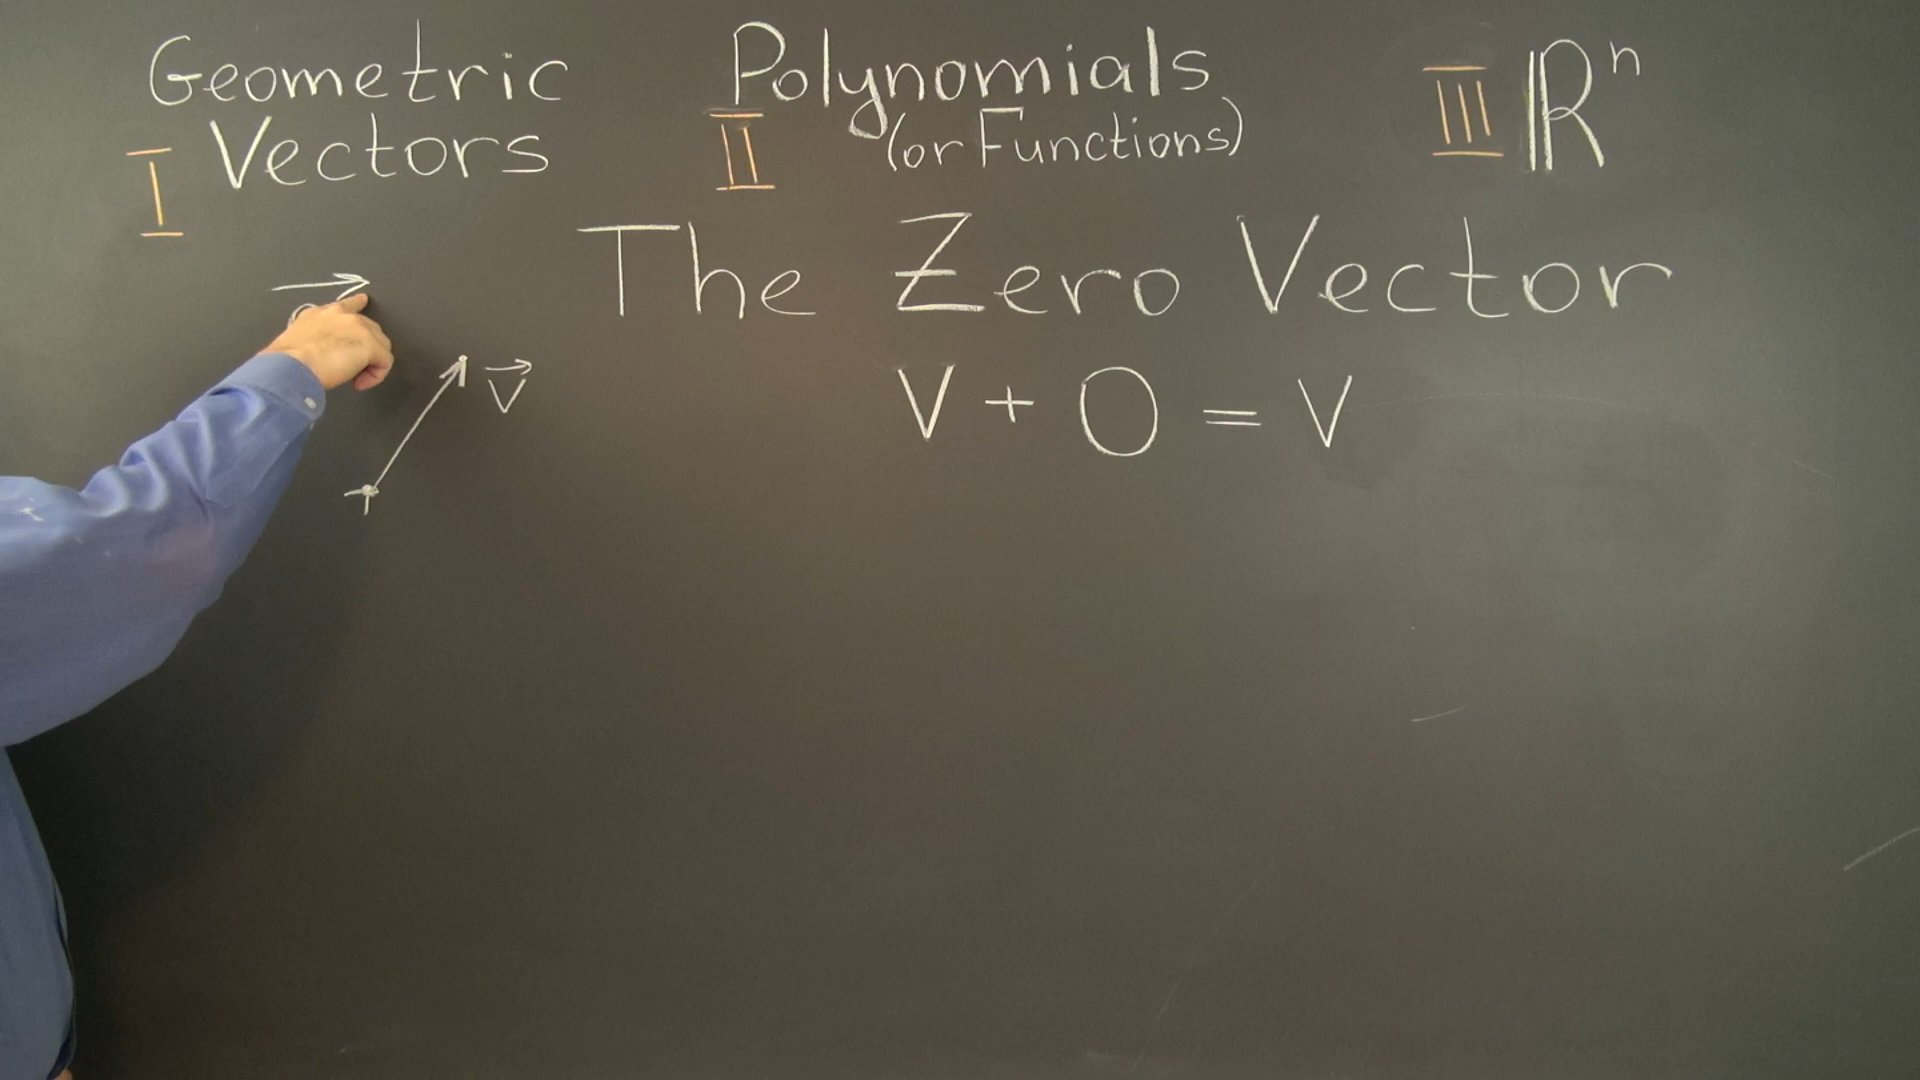 Geometric
Vectors
I
Polynomials
(or Functions)
II
III ℝⁿ
The Zero Vector
V⃗
V + 0 = V